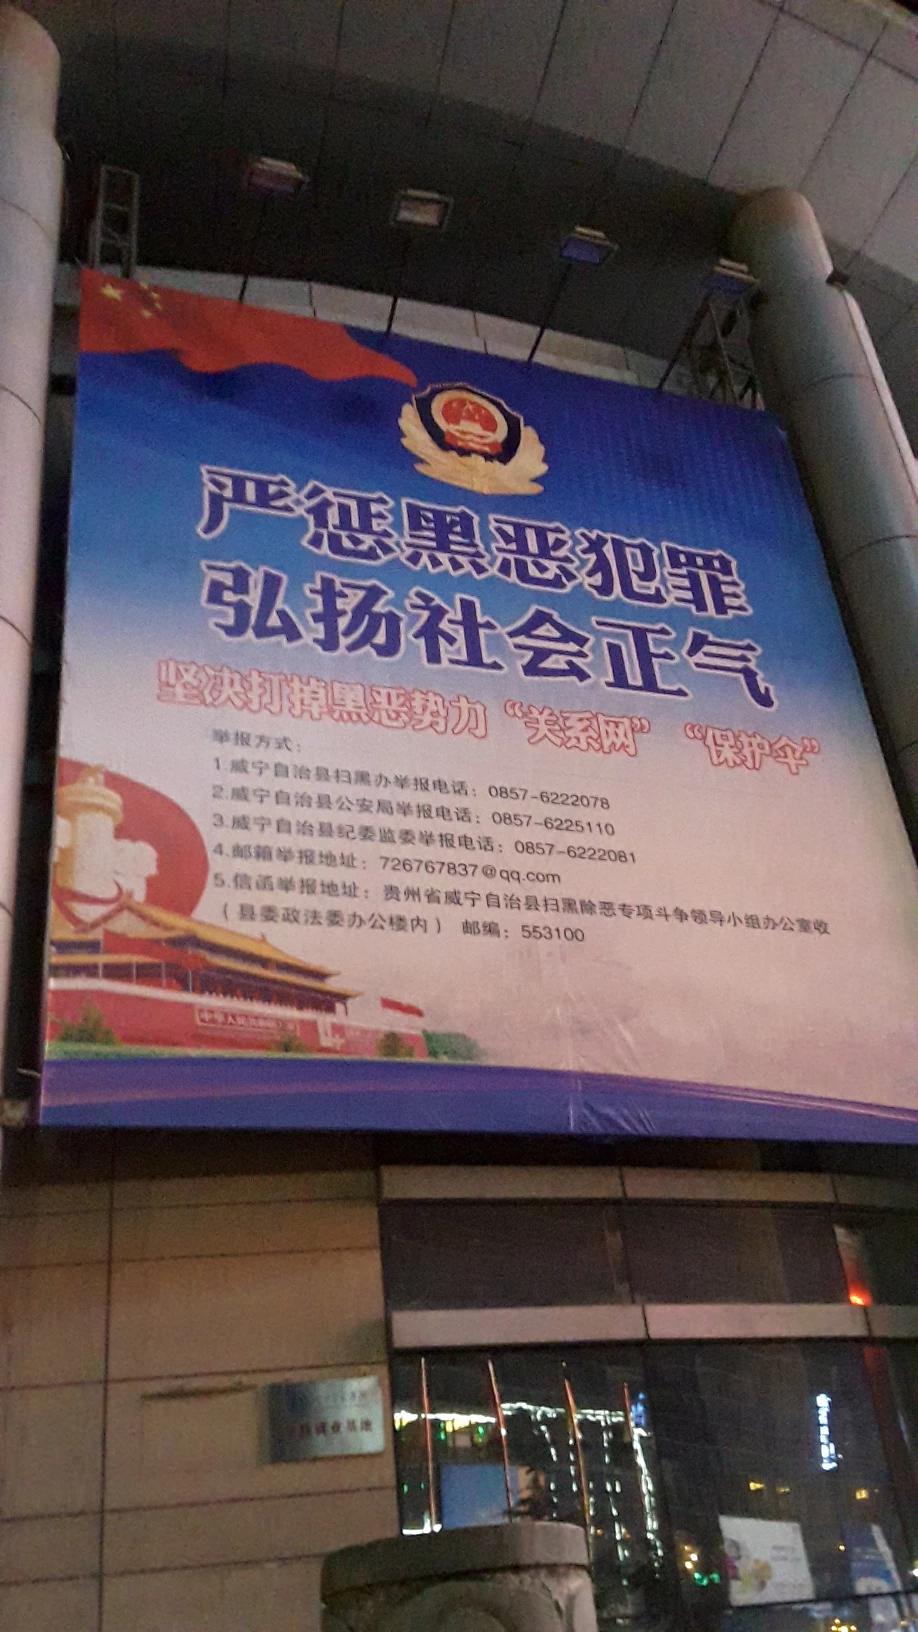 严惩黑恶犯罪
弘扬社会正气
坚决打掉黑恶势力“关系网” “保护伞”
举报方式：
1.威宁自治县扫黑办举报电话：0857-6222078
2.威宁自治县公安局举报电话：0857-6225110
3.威宁自治县纪委监委举报电话：0857-6222081
4.邮箱举报地址：726767837@qq.com
5.信函举报地址：贵州省威宁自治县扫黑除恶专项斗争领导小组办公室收
（县委政法委办公楼内） 邮编：553100